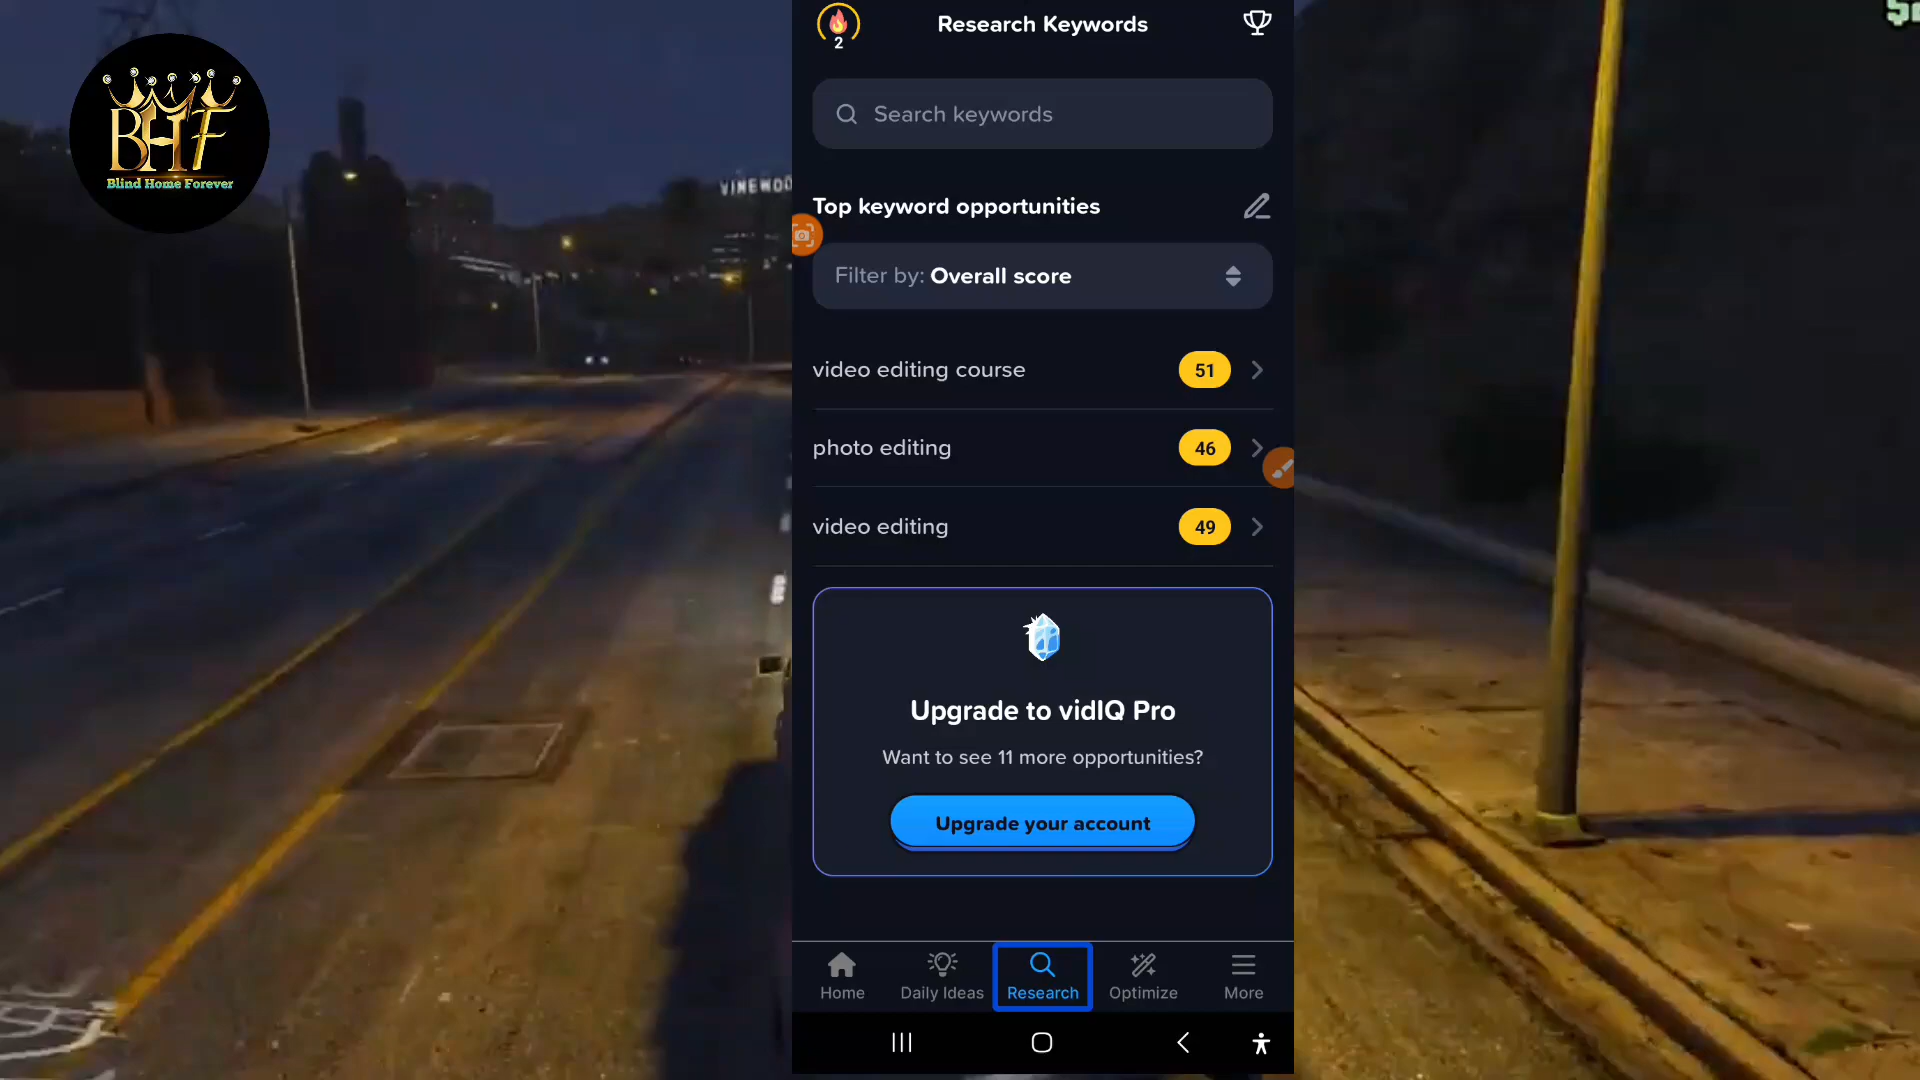 BHF
Blind Home Forever
VINEWOO
2
Research Keywords
Search keywords
Top keyword opportunities
Filter by: Overall score
video editing course 51
photo editing 46
video editing 49
Upgrade to vidIQ Pro
Want to see 11 more opportunities?
Upgrade your account
Home
Daily Ideas
Research
Optimize
More